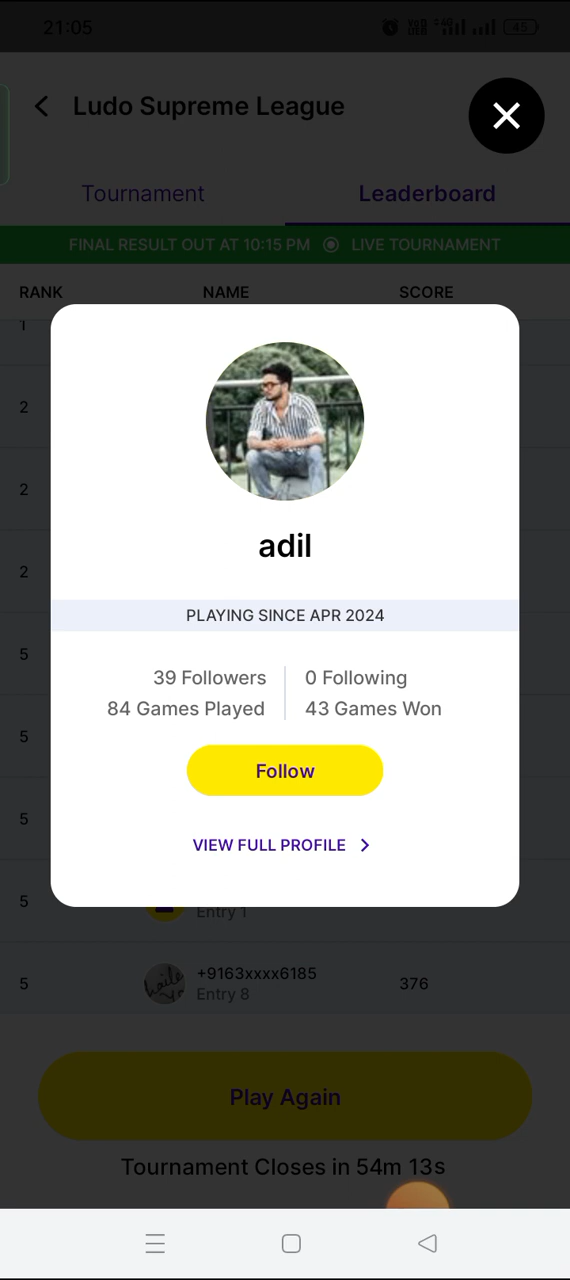 21:05
45
Ludo Supreme League
Tournament
Leaderboard
FINAL RESULT OUT AT 10:15 PM
LIVE TOURNAMENT
RANK NAME SCORE
1
2
2
2
5
5
5
5
adil
PLAYING SINCE APR 2024
39 Followers
0 Following
84 Games Played
43 Games Won
Follow
VIEW FULL PROFILE
Entry 1
5 +9163xxxx6185 376
Entry 8
Play Again
Tournament Closes in 54m 13s